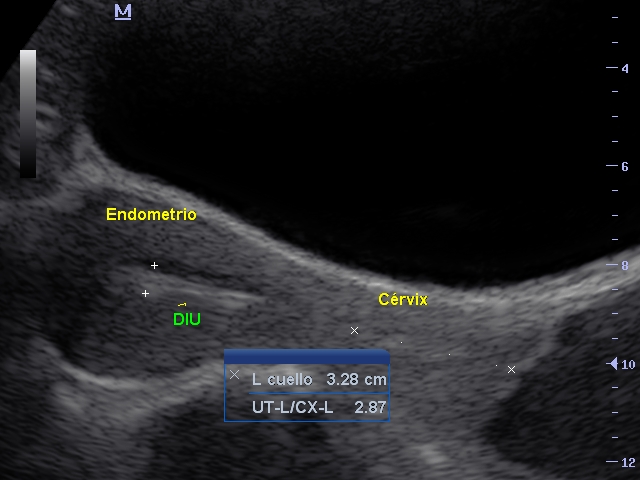 M
4
6
Endometrio
8
Cérvix
DIU
10
L cuello 3.28 cm
UT-L/CX-L 2.87
12